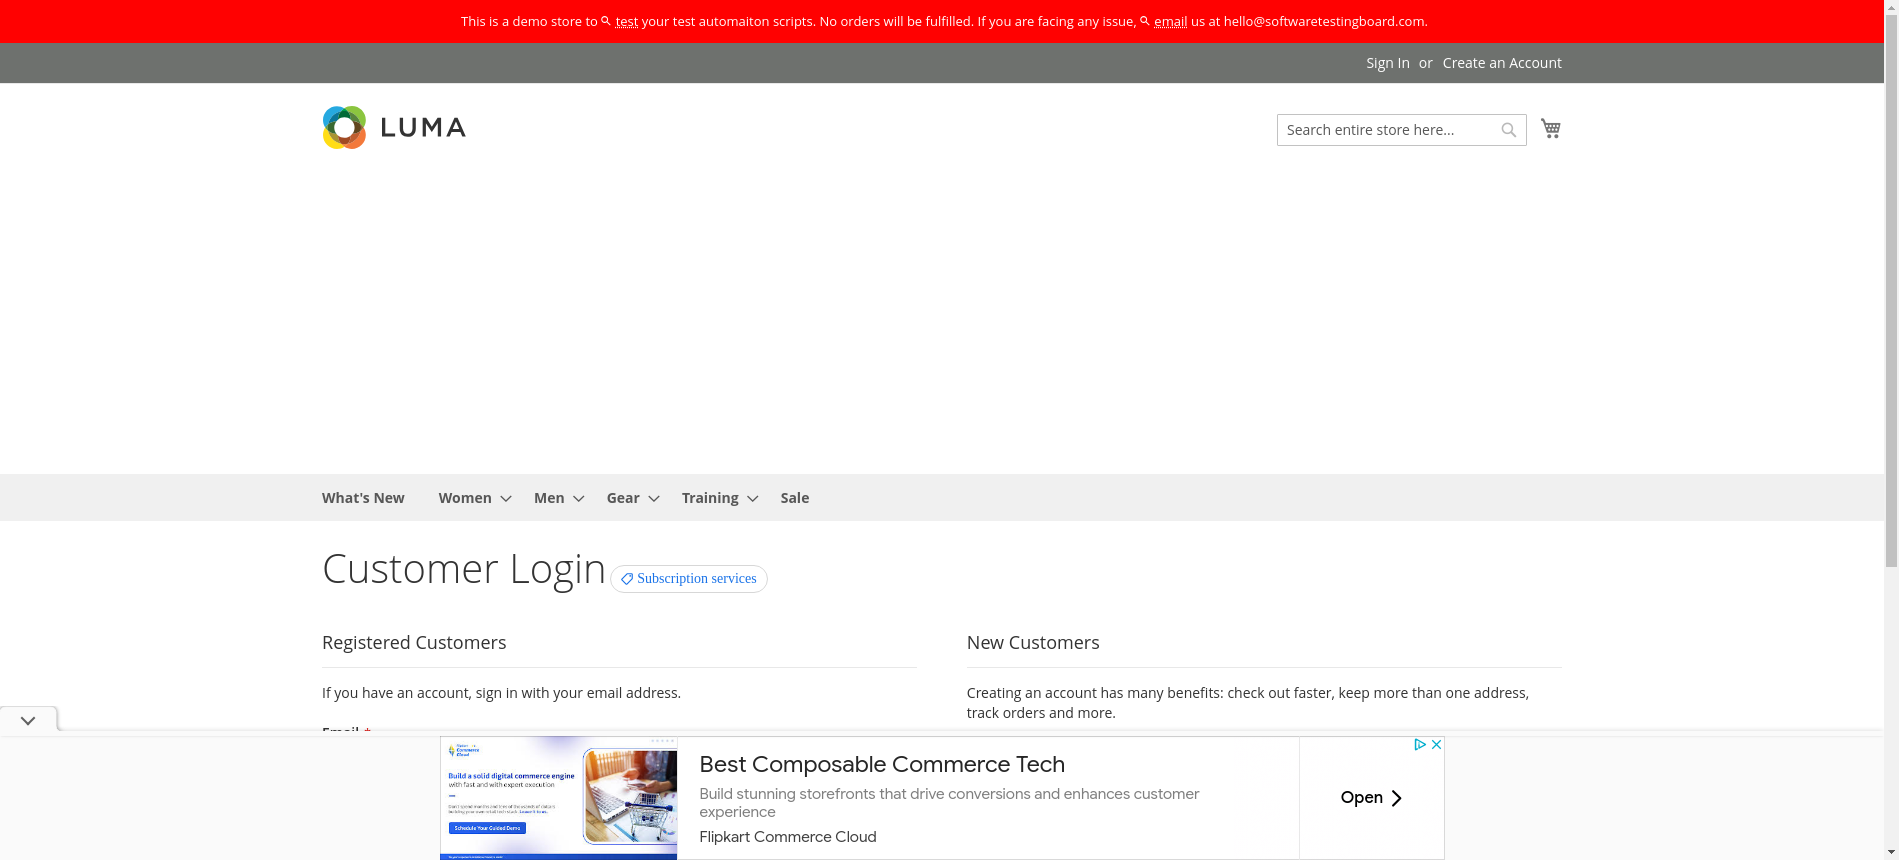 This is a demo store to test your test automaiton scripts. No orders will be fulfilled. If you are facing any issue, email us at hello@softwaretestingboard.com.
Sign In or Create an Account
LUMA
Search entire store here...
What's New Women Men Gear Training Sale
Customer Login
Subscription services
Registered Customers
If you have an account, sign in with your email address.
Email *
New Customers
Creating an account has many benefits: check out faster, keep more than one address,
track orders and more.
Commerce
Cloud
Build a solid digital commerce engine
with fast and with expert execution
Schedule Your Guided Demo
Best Composable Commerce Tech
Build stunning storefronts that drive conversions and enhances customer
experience
Flipkart Commerce Cloud
Open